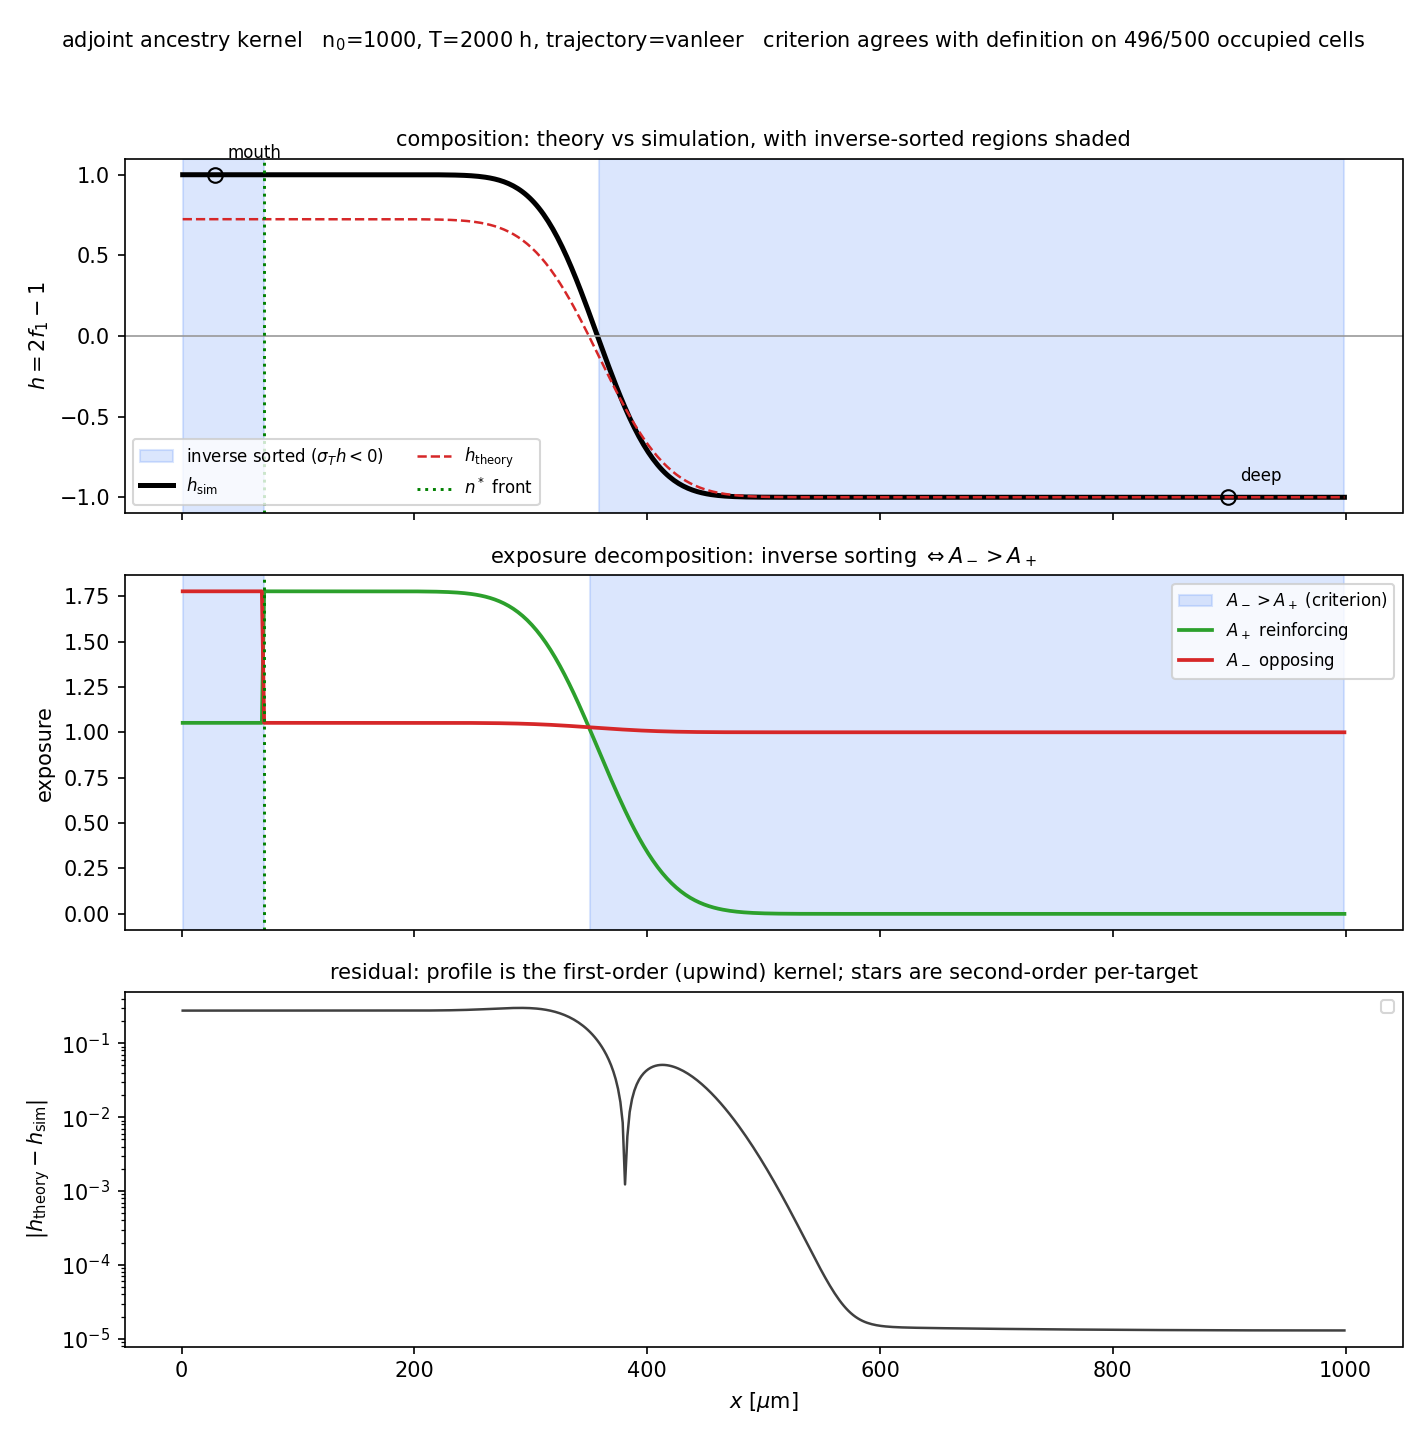 adjoint ancestry kernel   n₀=1000, T=2000 h, trajectory=vanleer   criterion agrees with definition on 496/500 occupied cells
composition: theory vs simulation, with inverse-sorted regions shaded
mouth
deep
h = 2f₁ − 1
1.0
0.5
0.0
−0.5
−1.0
inverse sorted (σ_T h < 0)
h_sim
h_theory
n* front
exposure decomposition: inverse sorting ⇔ A₋ > A₊
exposure
1.75
1.50
1.25
1.00
0.75
0.50
0.25
0.00
A₋ > A₊ (criterion)
A₊ reinforcing
A₋ opposing
residual: profile is the first-order (upwind) kernel; stars are second-order per-target
|h_theory − h_sim|
10⁻¹
10⁻²
10⁻³
10⁻⁴
10⁻⁵
0 200 400 600 800 1000
x [μm]